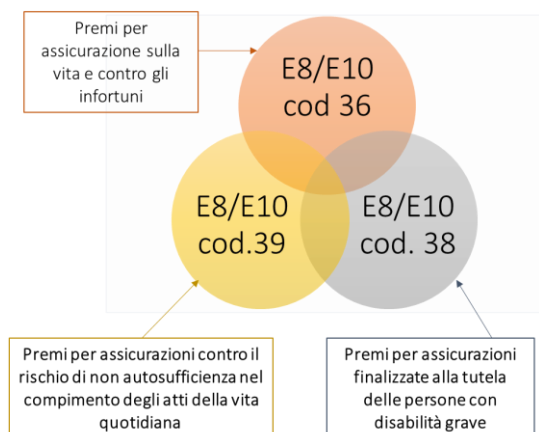 Premi per
assicurazione sulla
vita e contro gli
infortuni
E8/E10
cod 36
E8/E10
cod.39
E8/E10
cod. 38
Premi per assicurazioni contro il
rischio di non autosufficienza nel
compimento degli atti della vita
quotidiana
Premi per assicurazioni
finalizzate alla tutela
delle persone con
disabilità grave